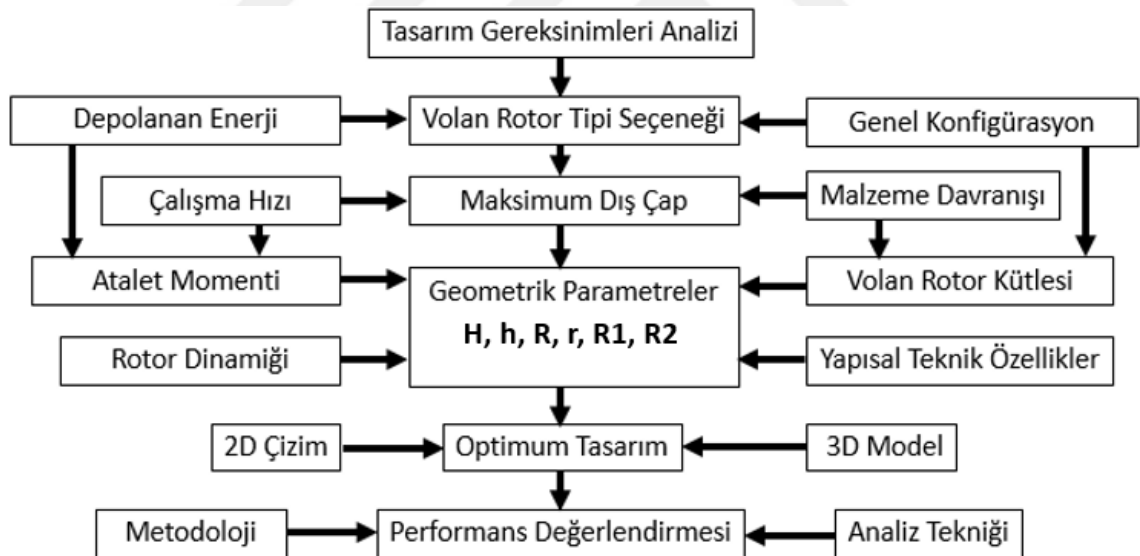 Tasarım Gereksinimleri Analizi
Depolanan Enerji
Volan Rotor Tipi Seçeneği
Genel Konfigürasyon
Çalışma Hızı
Maksimum Dış Çap
Malzeme Davranışı
Atalet Momenti
Geometrik Parametreler
H, h, R, r, R1, R2
Volan Rotor Kütlesi
Rotor Dinamiği
Yapısal Teknik Özellikler
2D Çizim
Optimum Tasarım
3D Model
Metodoloji
Performans Değerlendirmesi
Analiz Tekniği